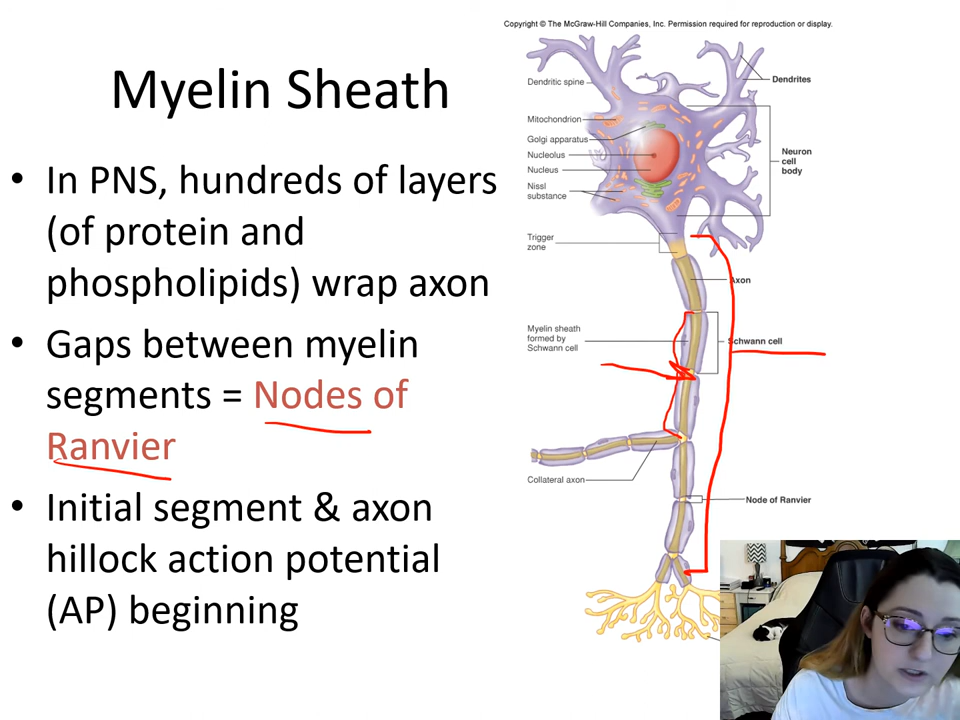 Copyright © The McGraw-Hill Companies, Inc. Permission required for reproduction or display.
Myelin Sheath
• In PNS, hundreds of layers
(of protein and
phospholipids) wrap axon
• Gaps between myelin
segments = Nodes of
Ranvier
• Initial segment & axon
hillock action potential
(AP) beginning
Dendritic spine
Dendrites
Mitochondrion
Golgi apparatus
Nucleolus
Nucleus
Nissl
substance
Neuron
cell
body
Trigger
zone
Axon
Myelin sheath
formed by
Schwann cell
Schwann cell
Collateral axon
Node of Ranvier